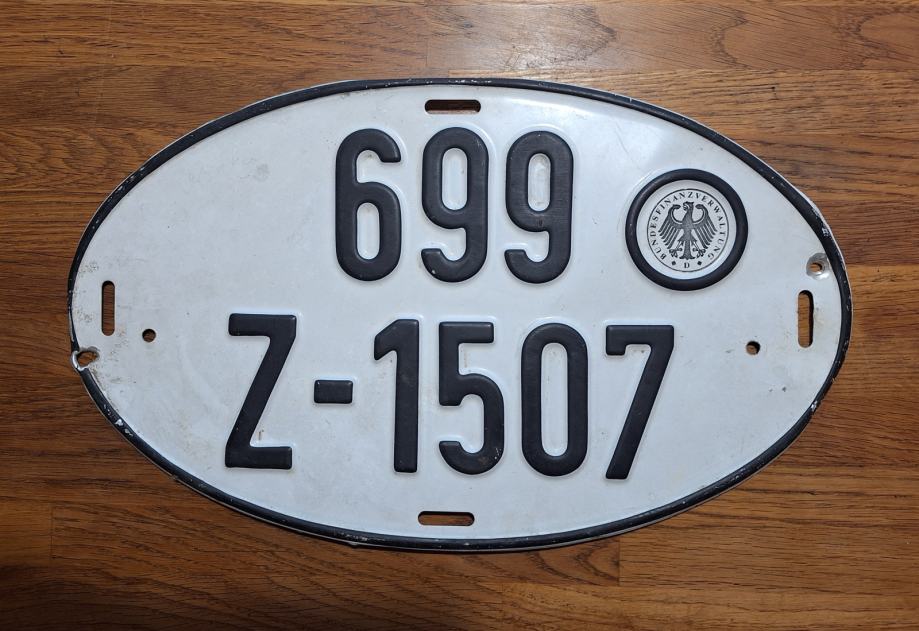 699
BUNDESFINANZVERWALTUNG
D
Z-1507